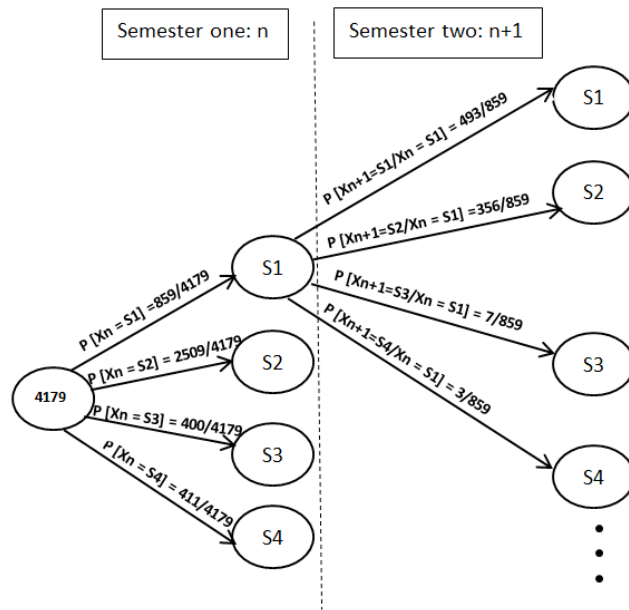 Semester one: n
Semester two: n+1
P [Xn+1=S1/Xn = S1] = 493/859
S1
P [Xn+1=S2/Xn = S1] =356/859
S2
P [Xn = S1] =859/4179
S1
P [Xn+1=S3/Xn = S1] = 7/859
S3
P [Xn+1=S4/Xn = S1] = 3/859
S4
4179
P [Xn = S2] = 2509/4179
S2
P [Xn = S3] = 400/4179
S3
P [Xn = S4] = 411/4179
S4